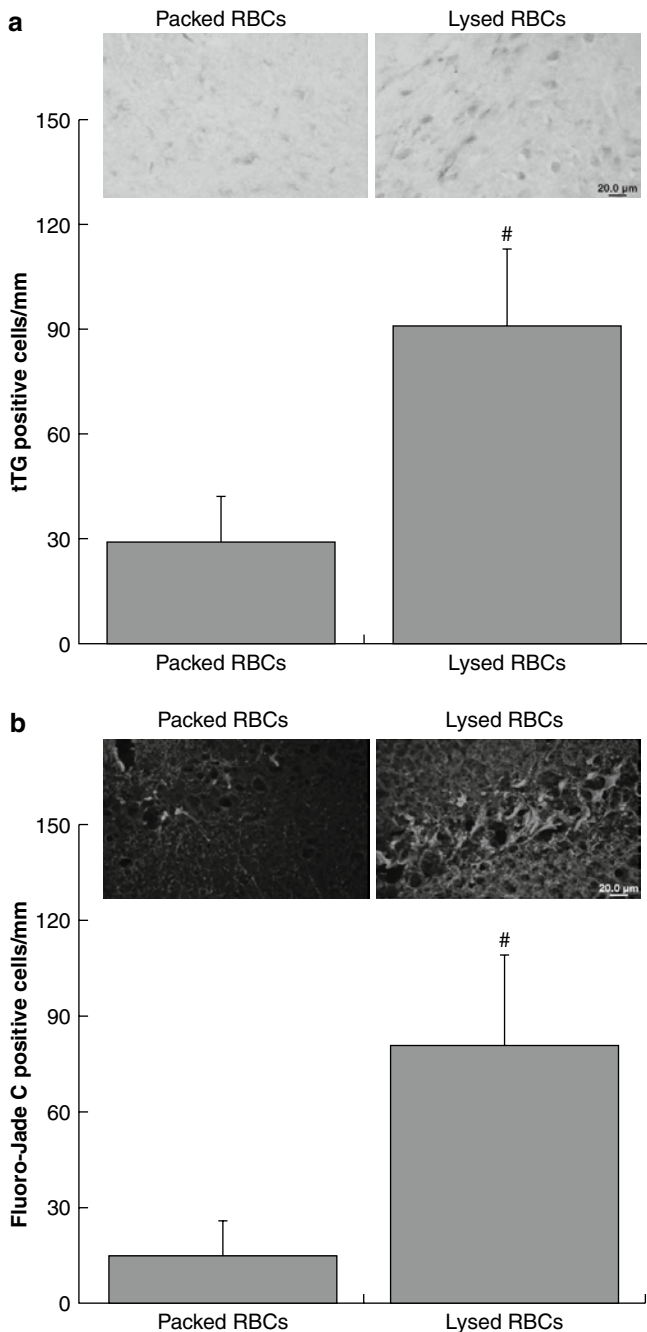 a
Packed RBCs Lysed RBCs
20.0 µm
150
120
90
60
30
0
tTG positive cells/mm
#
Packed RBCs Lysed RBCs
b
Packed RBCs Lysed RBCs
20.0 µm
150
120
90
60
30
0
Fluoro-Jade C positive cells/mm
#
Packed RBCs Lysed RBCs